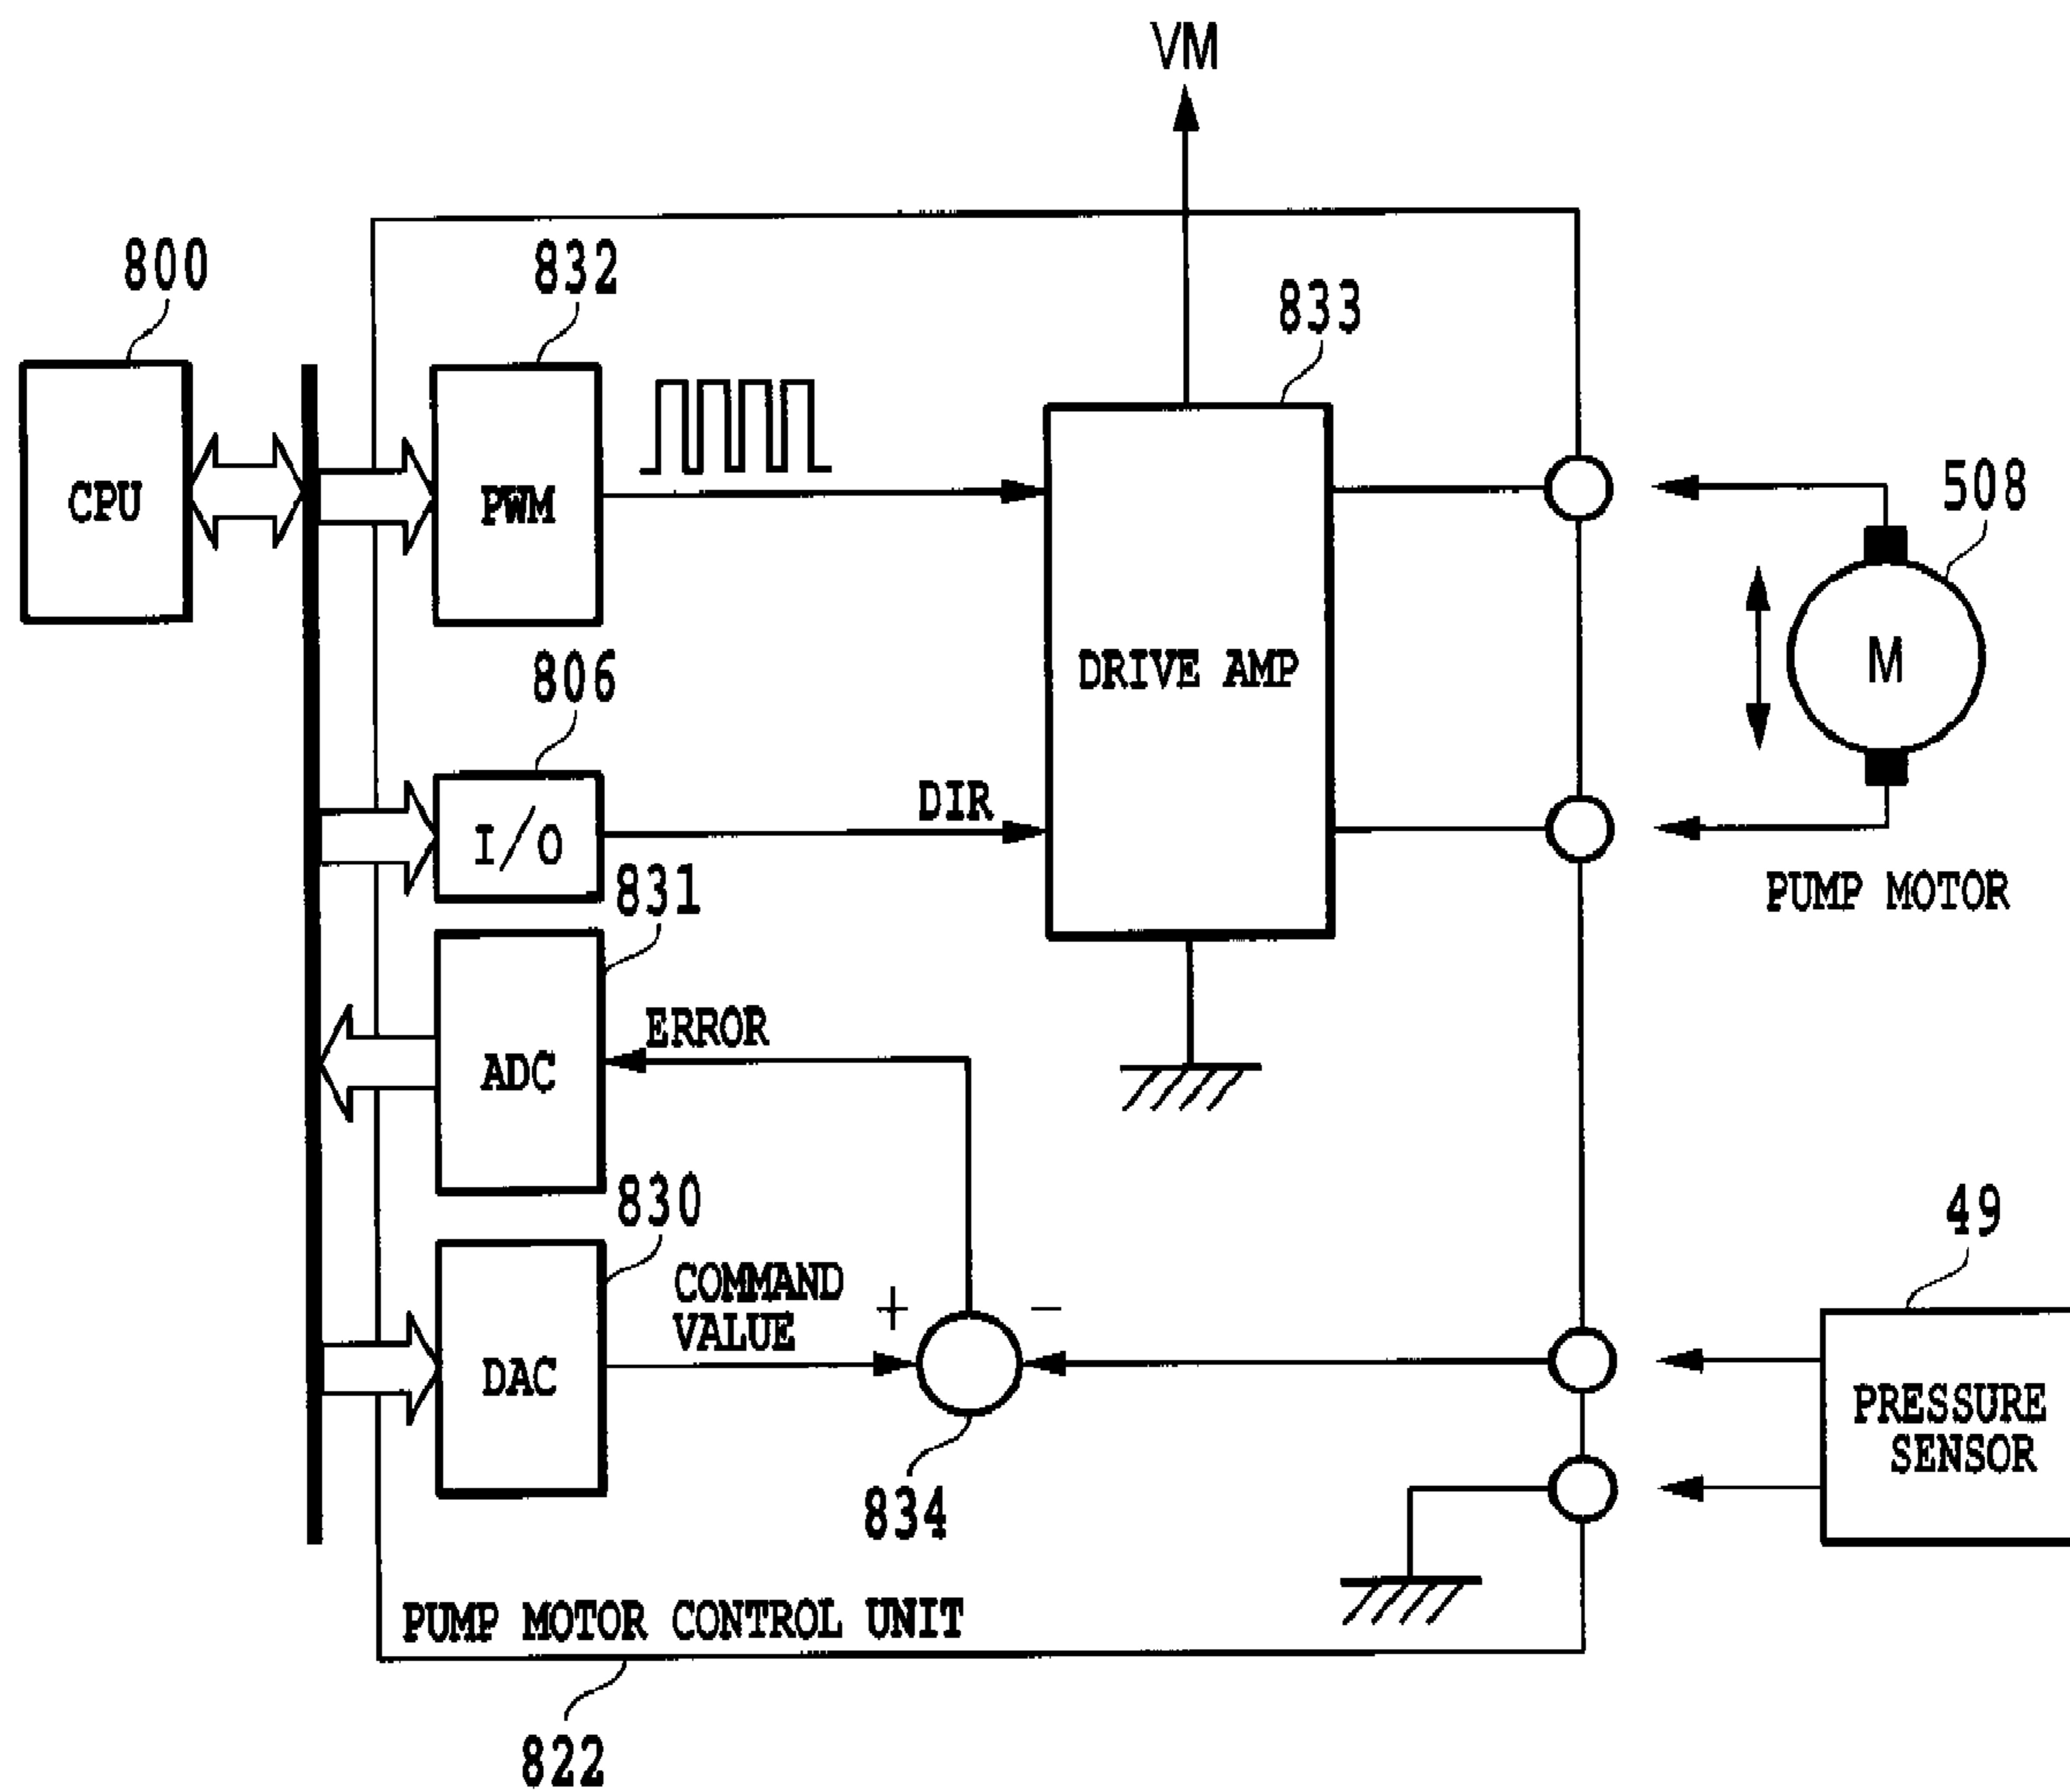 VM
800
832
833
CPU
PWM
508
806
DRIVE AMP
M
DIR
I/O
831
PUMP MOTOR
ERROR
ADC
830
49
COMMAND
VALUE
+
−
DAC
PRESSURE
SENSOR
834
PUMP MOTOR CONTROL UNIT
822